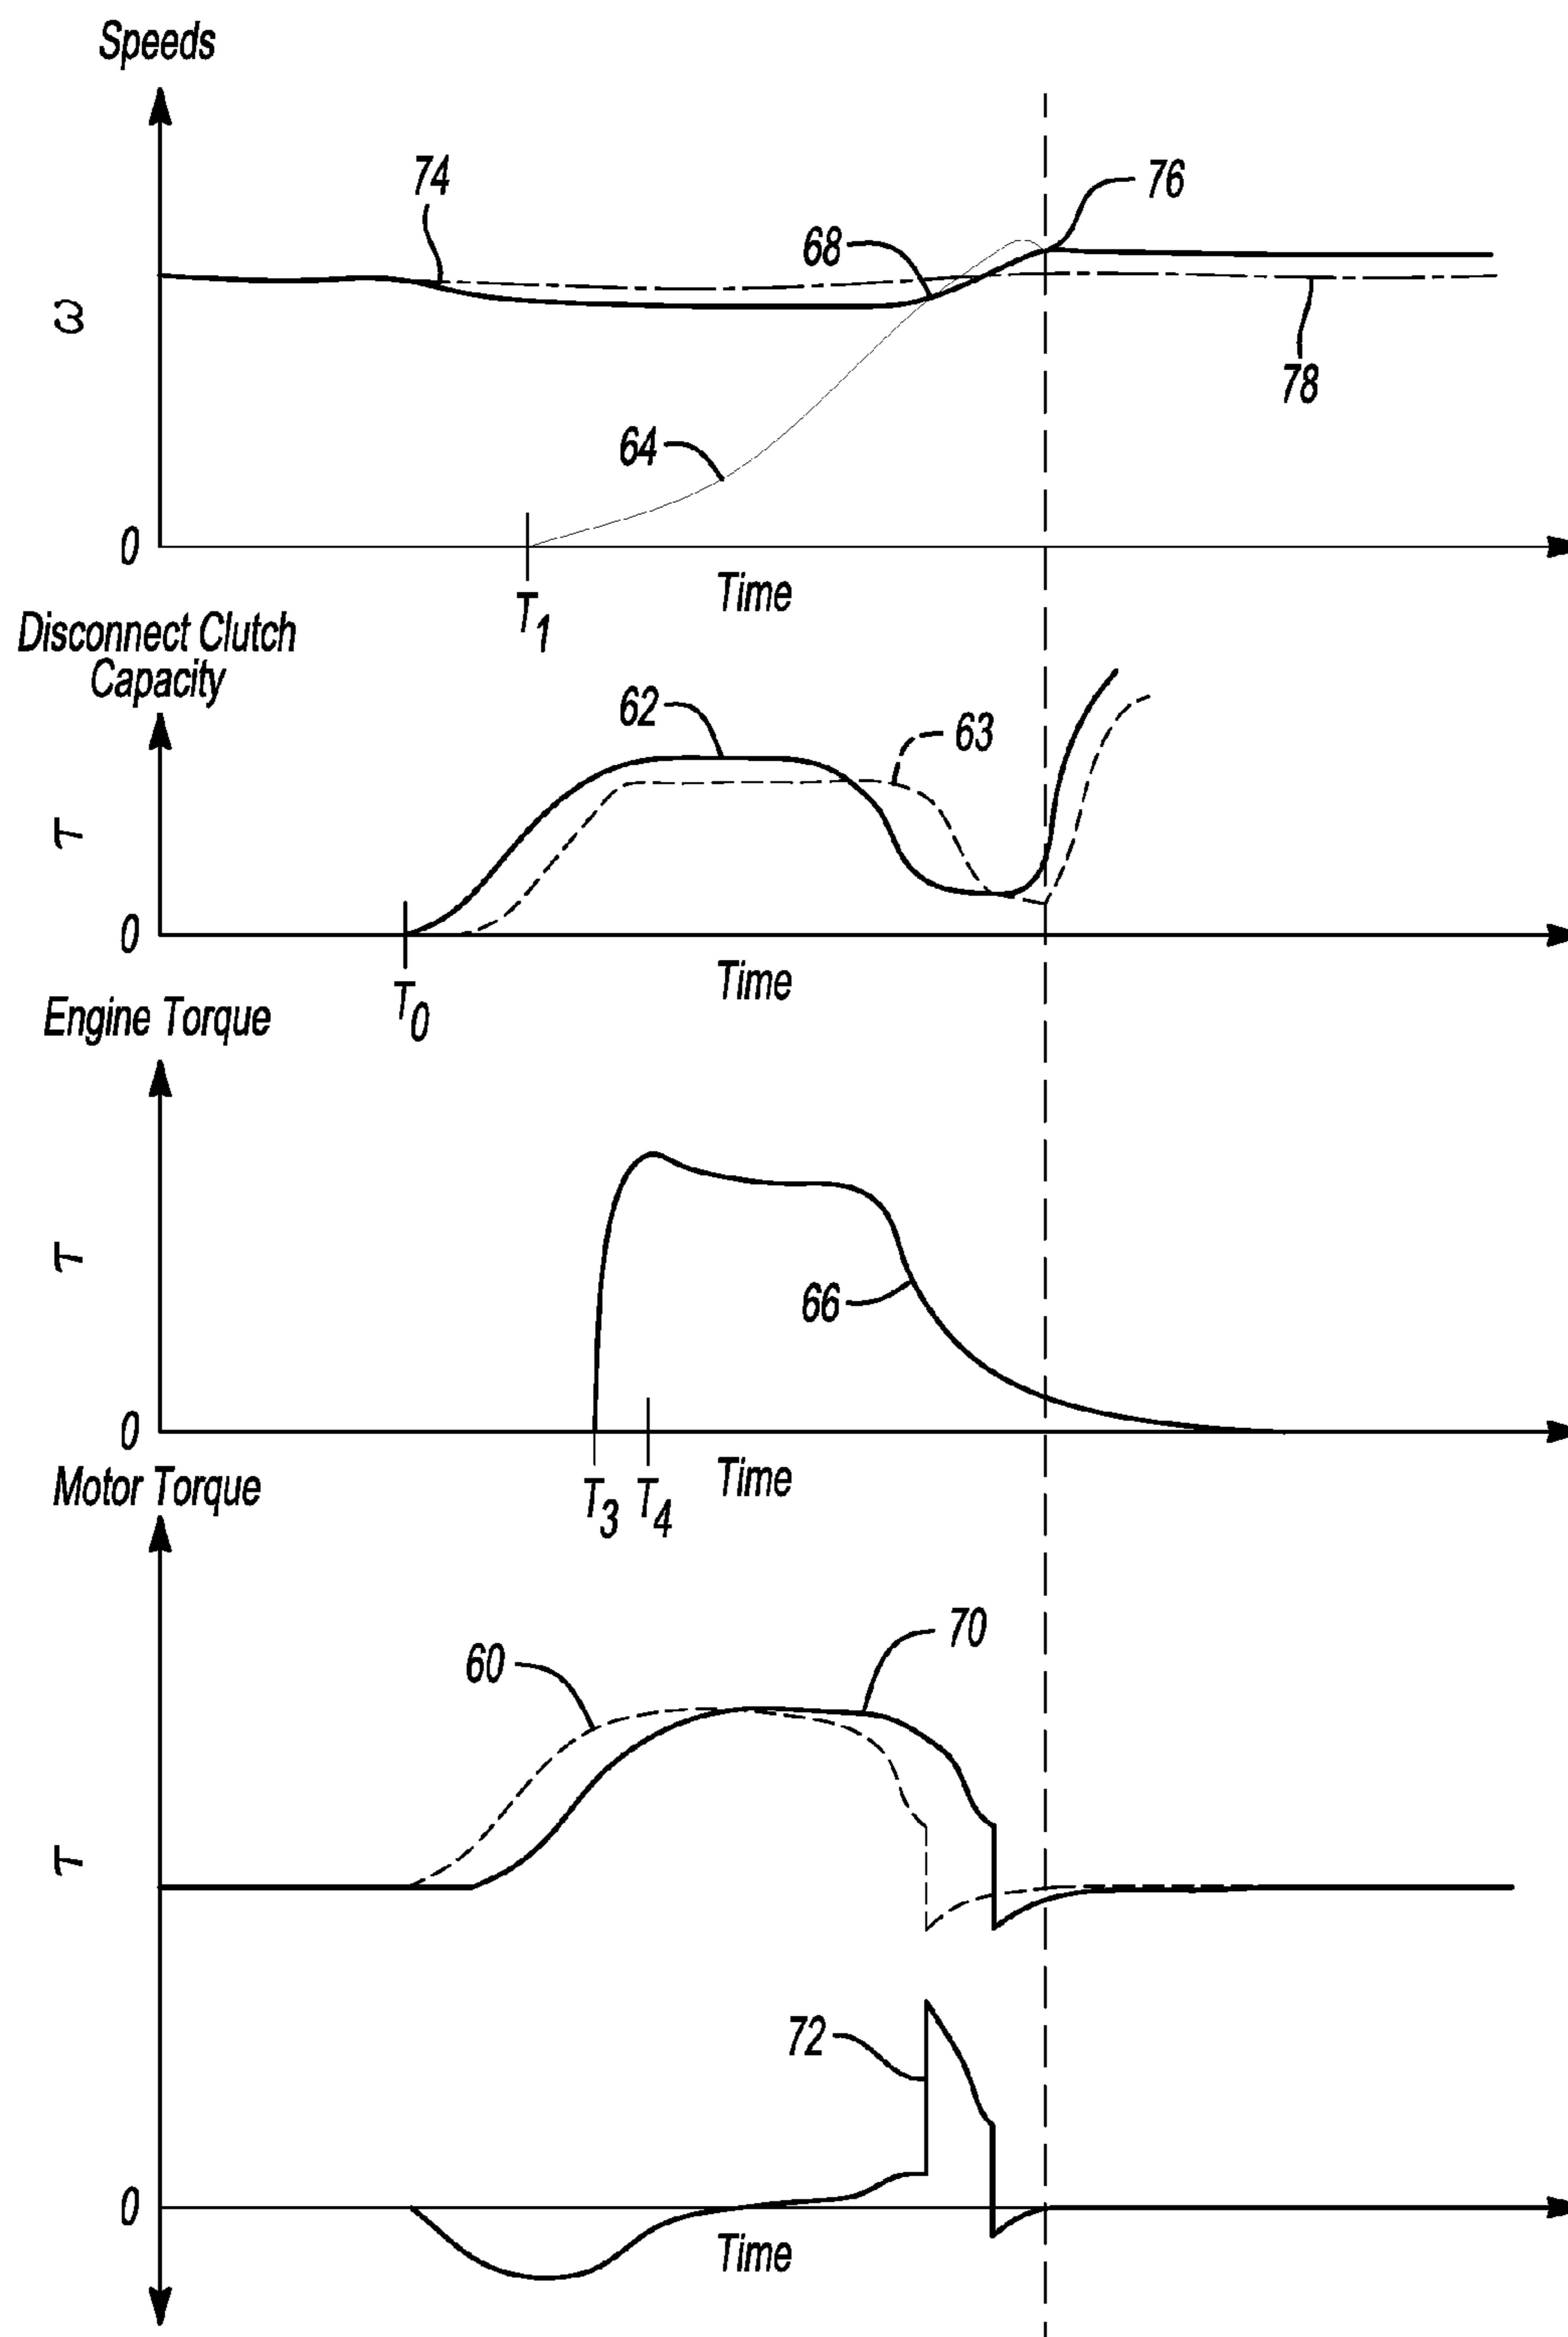 Speeds
74
76
68
ω
78
64
0
T1
Time
Disconnect Clutch
Capacity
62
63
τ
0
T0
Time
Engine Torque
τ
66
0
T3
T4
Time
Motor Torque
70
60
τ
72
0
Time